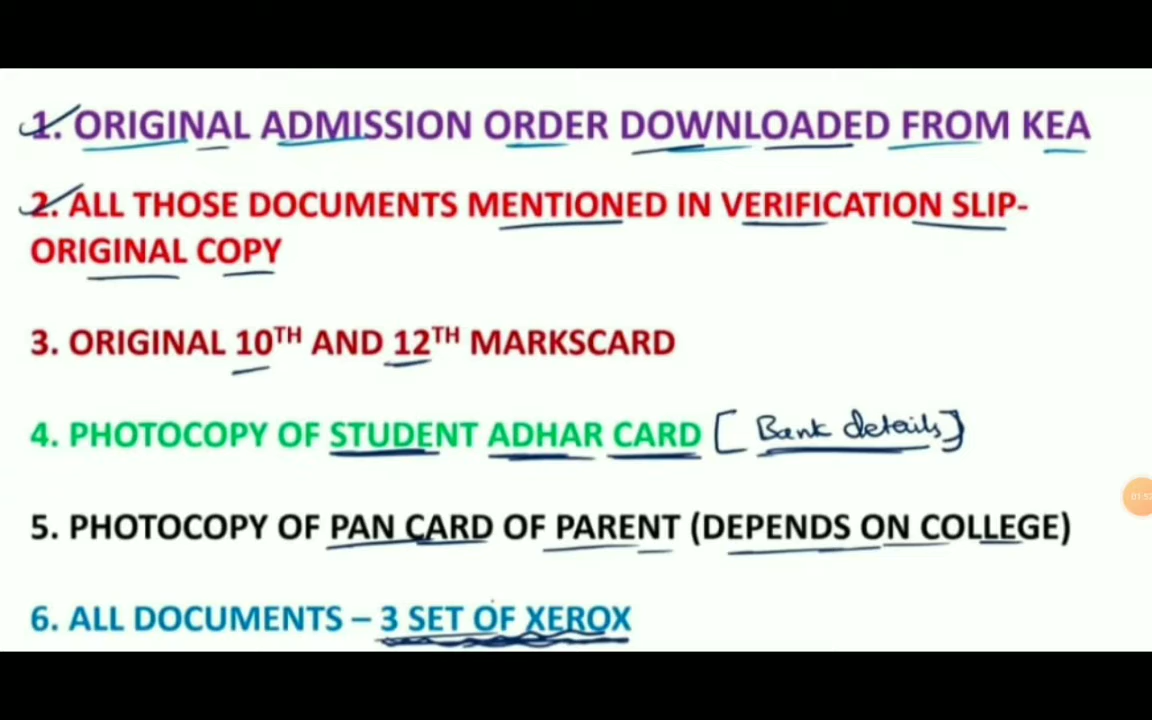 1. ORIGINAL ADMISSION ORDER DOWNLOADED FROM KEA
2. ALL THOSE DOCUMENTS MENTIONED IN VERIFICATION SLIP-
ORIGINAL COPY
3. ORIGINAL 10TH AND 12TH MARKSCARD
4. PHOTOCOPY OF STUDENT ADHAR CARD [Bank details]
5. PHOTOCOPY OF PAN CARD OF PARENT (DEPENDS ON COLLEGE)
6. ALL DOCUMENTS – 3 SET OF XEROX